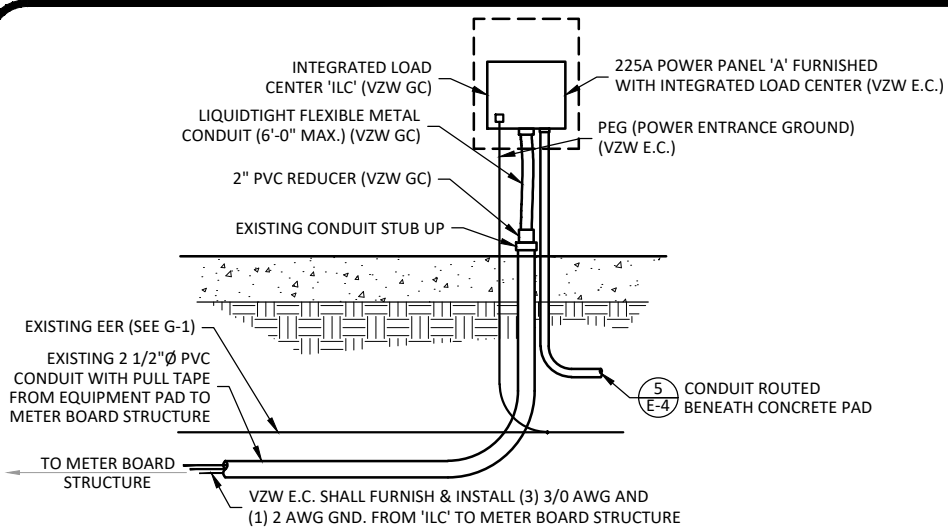 INTEGRATED LOAD
CENTER 'ILC' (VZW GC)
225A POWER PANEL 'A' FURNISHED
WITH INTEGRATED LOAD CENTER (VZW E.C.)
LIQUIDTIGHT FLEXIBLE METAL
CONDUIT (6'-0" MAX.) (VZW GC)
PEG (POWER ENTRANCE GROUND)
(VZW E.C.)
2" PVC REDUCER (VZW GC)
EXISTING CONDUIT STUB UP
EXISTING EER (SEE G-1)
EXISTING 2 1/2"Ø PVC
CONDUIT WITH PULL TAPE
FROM EQUIPMENT PAD TO
METER BOARD STRUCTURE
5
E-4
CONDUIT ROUTED
BENEATH CONCRETE PAD
TO METER BOARD
STRUCTURE
VZW E.C. SHALL FURNISH & INSTALL (3) 3/0 AWG AND
(1) 2 AWG GND. FROM 'ILC' TO METER BOARD STRUCTURE